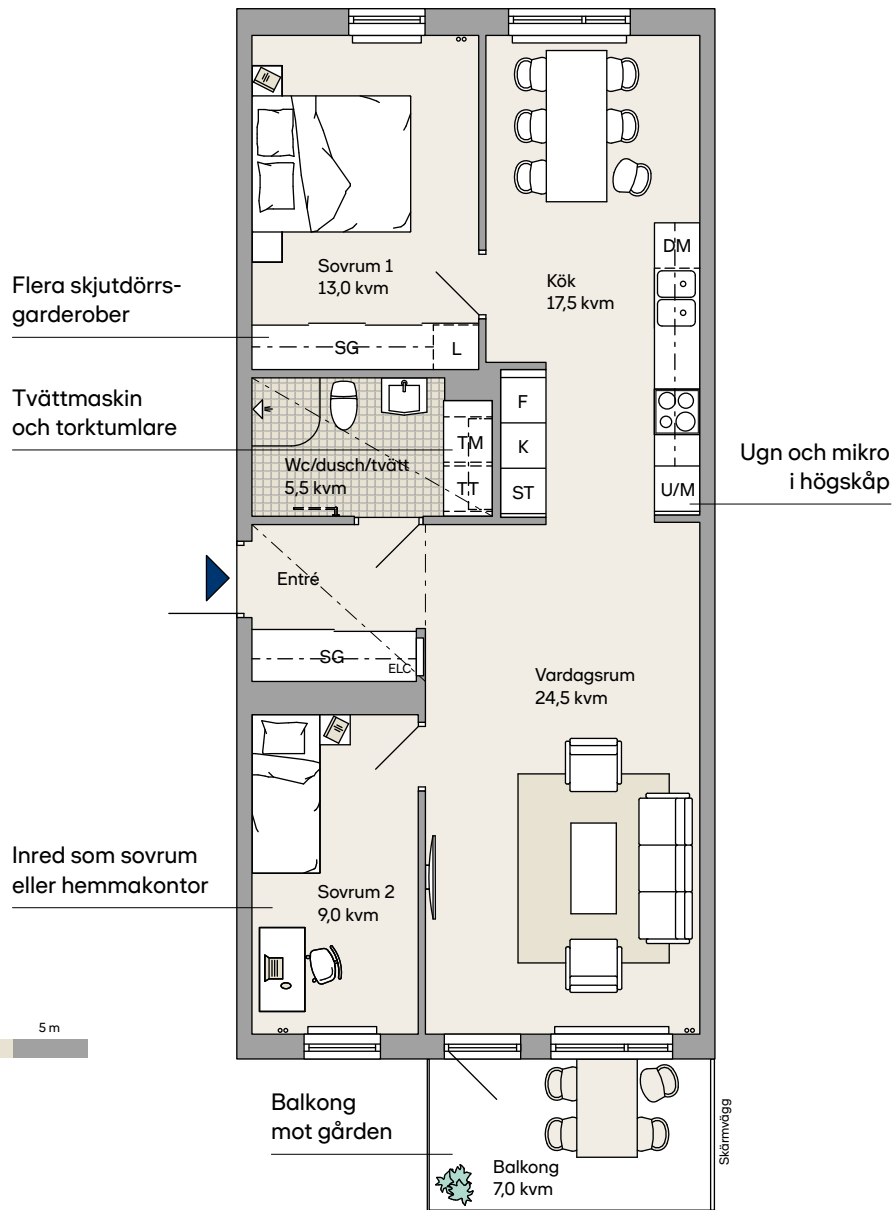 Sovrum 1
13,0 kvm
Kök
17,5 kvm
DM
Flera skjutdörrs-
garderober
SG
L
Tvättmaskin
och torktumlare
F
K
ST
TM
TT
Wc/dusch/tvätt
5,5 kvm
Ugn och mikro
i högskåp
U/M
Entré
SG
ELC
Vardagsrum
24,5 kvm
Inred som sovrum
eller hemmakontor
Sovrum 2
9,0 kvm
5 m
Balkong
mot gården
Balkong
7,0 kvm
Skärmvägg